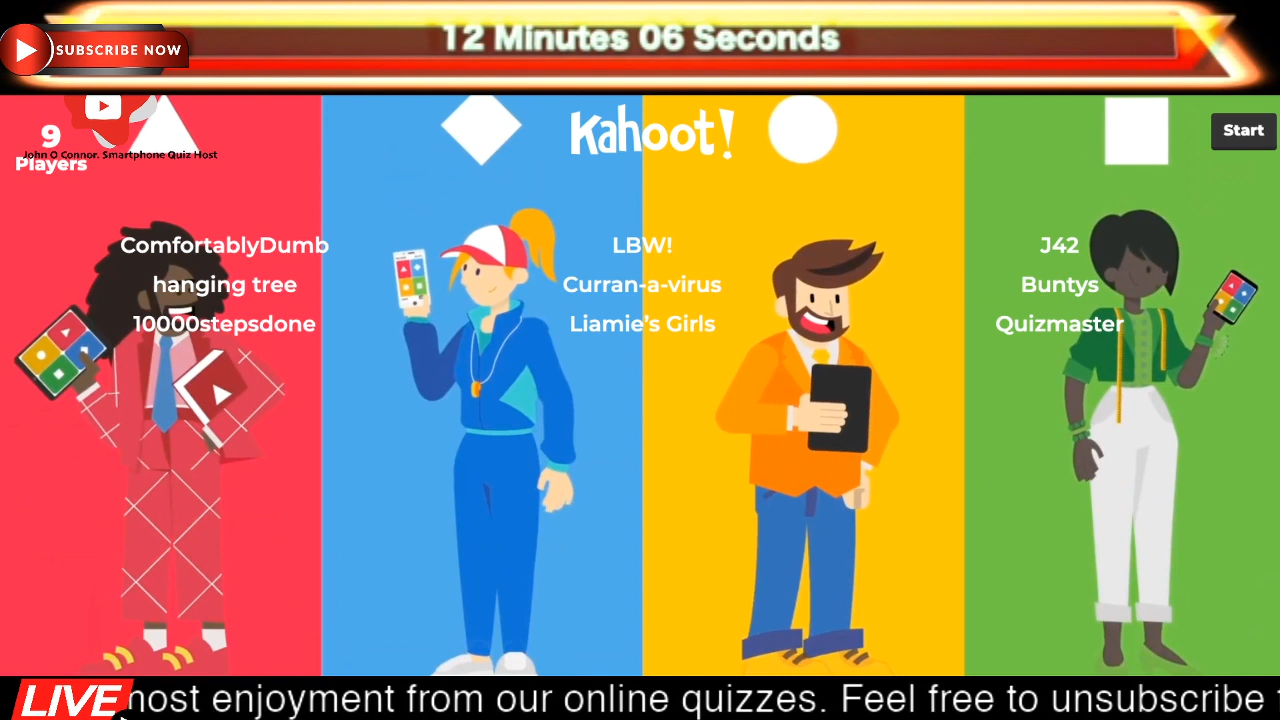 12 Minutes 06 Seconds
SUBSCRIBE NOW
Kahoot!
Start
9
Players
John O Connor. Smartphone Quiz Host
ComfortablyDumb
LBW!
J42
hanging tree
Curran-a-virus
Buntys
10000stepsdone
Liamie’s Girls
Quizmaster
LIVE
most enjoyment from our online quizzes. Feel free to unsubscribe